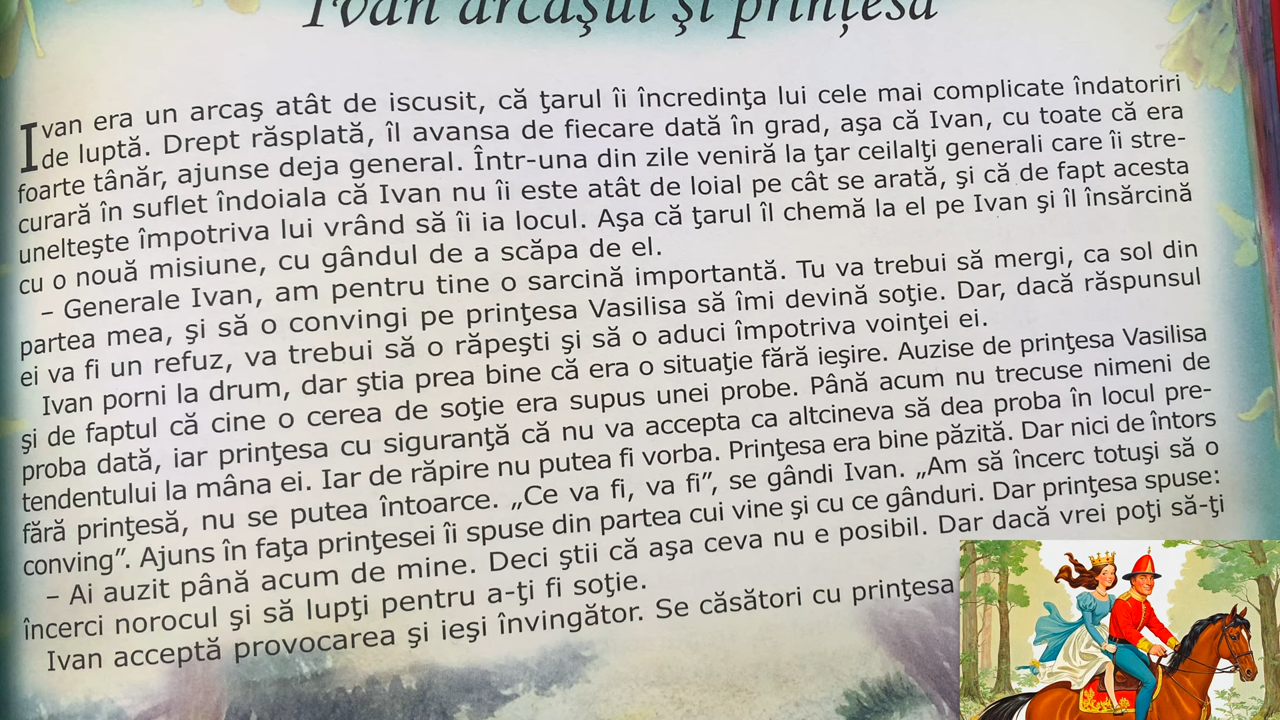 Ivan arcaşul şi prinţesa
Ivan era un arcaş atât de iscusit, că ţarul îi încredinţa lui cele mai complicate îndatoriri
de luptă. Drept răsplată, îl avansa de fiecare dată în grad, aşa că Ivan, cu toate că era
foarte tânăr, ajunse deja general. Într-una din zile veniră la ţar ceilalţi generali care îi stre-
curară în suflet îndoiala că Ivan nu îi este atât de loial pe cât se arată, şi că de fapt acesta
unelteşte împotriva lui vrând să îi ia locul. Aşa că ţarul îl chemă la el pe Ivan şi îl însărcină
cu o nouă misiune, cu gândul de a scăpa de el.
– Generale Ivan, am pentru tine o sarcină importantă. Tu va trebui să mergi, ca sol din
partea mea, şi să o convingi pe prinţesa Vasilisa să îmi devină soţie. Dar, dacă răspunsul
ei va fi un refuz, va trebui să o răpeşti şi să o aduci împotriva voinţei ei.
Ivan porni la drum, dar ştia prea bine că era o situaţie fără ieşire. Auzise de prinţesa Vasilisa
şi de faptul că cine o cerea de soţie era supus unei probe. Până acum nu trecuse nimeni de
proba dată, iar prinţesa cu siguranţă că nu va accepta ca altcineva să dea proba în locul pre-
tendentului la mâna ei. Iar de răpire nu putea fi vorba. Prinţesa era bine păzită. Dar nici de întors
fără prinţesă, nu se putea întoarce. „Ce va fi, va fi”, se gândi Ivan. „Am să încerc totuşi să o
conving”. Ajuns în faţa prinţesei îi spuse din partea cui vine şi cu ce gânduri. Dar prinţesa spuse:
– Ai auzit până acum de mine. Deci ştii că aşa ceva nu e posibil. Dar dacă vrei poţi să-ţi
încerci norocul şi să lupţi pentru a-ţi fi soţie.
Ivan acceptă provocarea şi ieşi învingător. Se căsători cu prinţesa